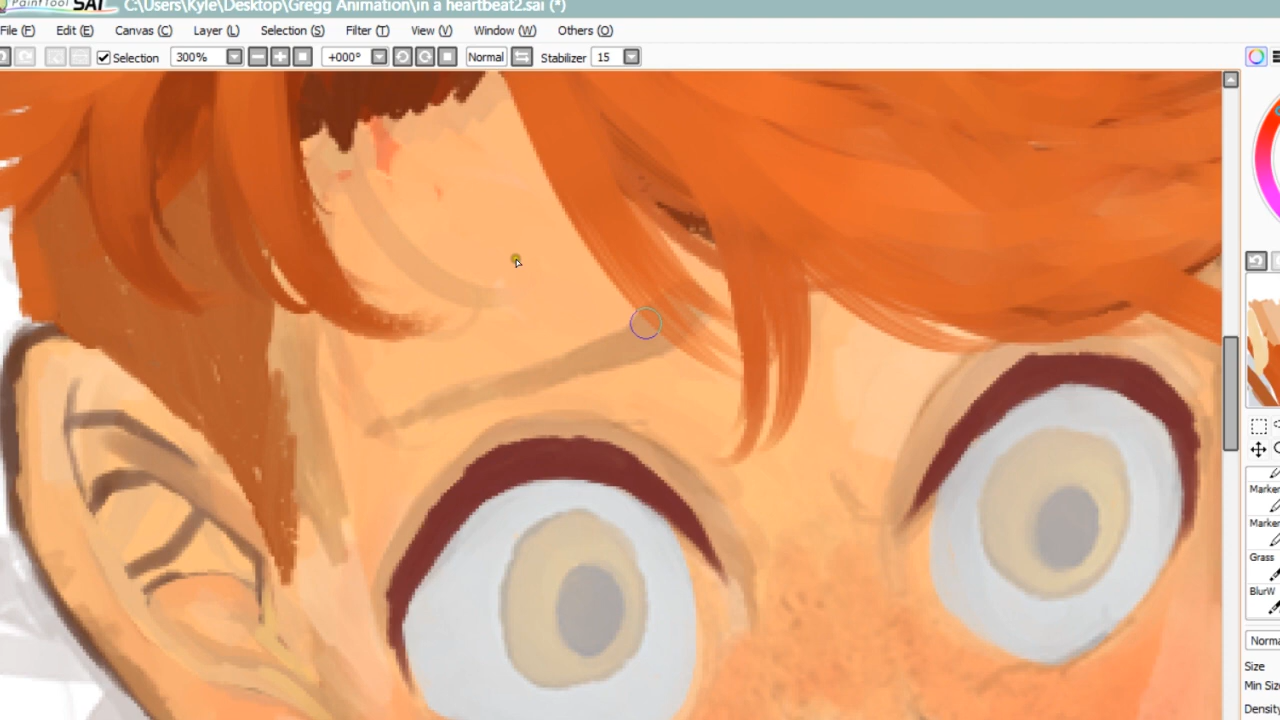 PaintTool SAI C:\Users\Kyle\Desktop\Gregg Animation\in a heartbeat2.sai (*)
File (F) Edit (E) Canvas (C) Layer (L) Selection (S) Filter (T) View (V) Window (W) Others (O)
Selection 300% +000° Normal Stabilizer 15
Marker
Marker
Grass
BlurW
Norma
Size
Min Siz
Density